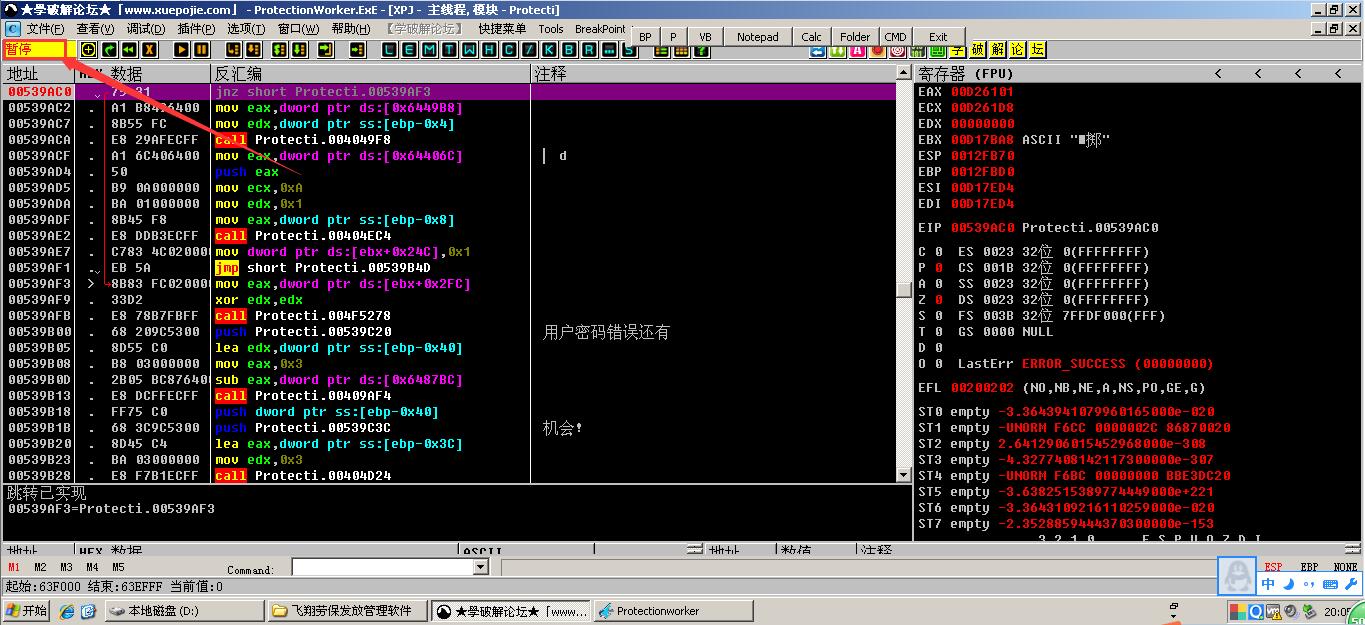 ★学破解论坛★「www.xuepojie.com」 - ProtectionWorker.ExE - [XPJ - 主线程, 模块 - Protecti]
文件(F) 查看(V) 调试(D) 插件(P) 选项(T) 窗口(W) 帮助(H) 【学破解论坛】 快捷菜单 Tools BreakPoint
BP P VB Notepad Calc Folder CMD Exit
暂停 L E M T W H C / K B R ... S 学 破 解 论 坛
地址 HEX 数据 反汇编 注释
00539AC0 75 31 jnz short Protecti.00539AF3
00539AC2 . A1 B8496400 mov eax,dword ptr ds:[0x6449B8]
00539AC7 . 8B55 FC mov edx,dword ptr ss:[ebp-0x4]
00539ACA . E8 29AFECFF call Protecti.004049F8
00539ACF . A1 6C406400 mov eax,dword ptr ds:[0x64406C] | d
00539AD4 . 50 push eax
00539AD5 . B9 0A000000 mov ecx,0xA
00539ADA . BA 01000000 mov edx,0x1
00539ADF . 8B45 F8 mov eax,dword ptr ss:[ebp-0x8]
00539AE2 . E8 DDB3ECFF call Protecti.00404EC4
00539AE7 . C783 4C020000 mov dword ptr ds:[ebx+0x24C],0x1
00539AF1 . EB 5A jmp short Protecti.00539B4D
00539AF3 > 8B83 FC020000 mov eax,dword ptr ds:[ebx+0x2FC]
00539AF9 . 33D2 xor edx,edx
00539AFB . E8 78B7FBFF call Protecti.004F5278
00539B00 . 68 209C5300 push Protecti.00539C20 用户密码错误还有
00539B05 . 8D55 C0 lea edx,dword ptr ss:[ebp-0x40]
00539B08 . B8 03000000 mov eax,0x3
00539B0D . 2B05 BC87640 sub eax,dword ptr ds:[0x6487BC]
00539B13 . E8 DCFFECFF call Protecti.00409AF4
00539B18 . FF75 C0 push dword ptr ss:[ebp-0x40]
00539B1B . 68 3C9C5300 push Protecti.00539C3C 机会!
00539B20 . 8D45 C4 lea eax,dword ptr ss:[ebp-0x3C]
00539B23 . BA 03000000 mov edx,0x3
00539B28 . E8 F7B1ECFF call Protecti.00404D24
跳转已实现
00539AF3=Protecti.00539AF3
寄存器 (FPU) < < < <
EAX 00D26101
ECX 00D261D8
EDX 00000000
EBX 00D17BA8 ASCII "掷"
ESP 0012FB70
EBP 0012FBD0
ESI 00D17ED4
EDI 00D17ED4
EIP 00539AC0 Protecti.00539AC0
C 0 ES 0023 32位 0(FFFFFFFF)
P 0 CS 001B 32位 0(FFFFFFFF)
A 0 SS 0023 32位 0(FFFFFFFF)
Z 0 DS 0023 32位 0(FFFFFFFF)
S 0 FS 003B 32位 7FFDF000(FFF)
T 0 GS 0000 NULL
D 0
O 0 LastErr ERROR_SUCCESS (00000000)
EFL 00200202 (NO,NB,NE,A,NS,PO,GE,G)
ST0 empty -3.3643941079960165000e-020
ST1 empty -UNORM F6CC 0000002C 86870020
ST2 empty 2.6412906015452968000e-308
ST3 empty -4.3277408142117300000e-307
ST4 empty -UNORM F6BC 00000000 BBE3DC20
ST5 empty -3.6382515389774449000e+221
ST6 empty -3.3643109216110259000e-020
ST7 empty -2.3528859444370300000e-153
3 2 1 0 E S P U O Z D I
地址 HEX 数据 ASCII 地址 数值 注释
M1 M2 M3 M4 M5 Command: ESP EBP NONE
起始:63F000 结束:63EFFF 当前值:0
中
开始 本地磁盘 (D:) 飞翔劳保发放管理软件 ★学破解论坛★「www... Protectionworker 20:05